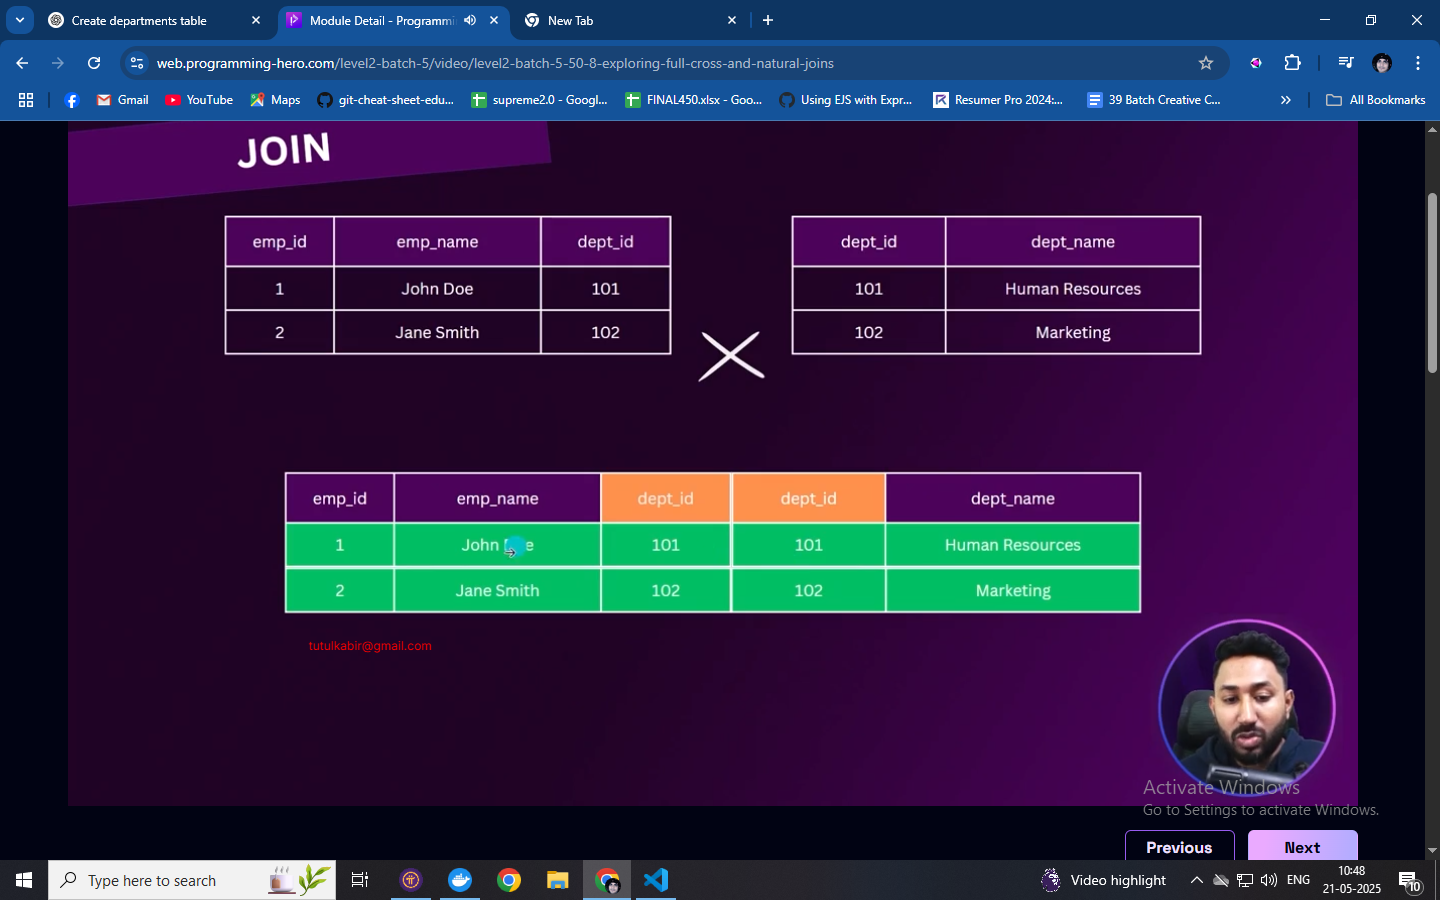 Create departments table
Module Detail - Programmi
New Tab
web.programming-hero.com/level2-batch-5/video/level2-batch-5-50-8-exploring-full-cross-and-natural-joins
Gmail
YouTube
Maps
git-cheat-sheet-edu...
supreme2.0 - Googl...
FINAL450.xlsx - Goo...
Using EJS with Expr...
Resumer Pro 2024:...
39 Batch Creative C...
All Bookmarks
JOIN
emp_id emp_name dept_id
1 John Doe 101
2 Jane Smith 102
dept_id dept_name
101 Human Resources
102 Marketing
emp_id emp_name dept_id dept_id dept_name
1 John Doe 101 101 Human Resources
2 Jane Smith 102 102 Marketing
tutulkabir@gmail.com
Activate Windows
Go to Settings to activate Windows.
Previous
Next
Type here to search
Video highlight
ENG
10:48
21-05-2025
10